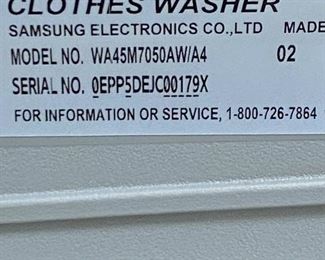 CLOTHES WASHER
SAMSUNG ELECTRONICS CO.,LTD MADE
MODEL NO. WA45M7050AW/A4 02
SERIAL NO. 0EPP5DEJC00179X
FOR INFORMATION OR SERVICE, 1-800-726-7864